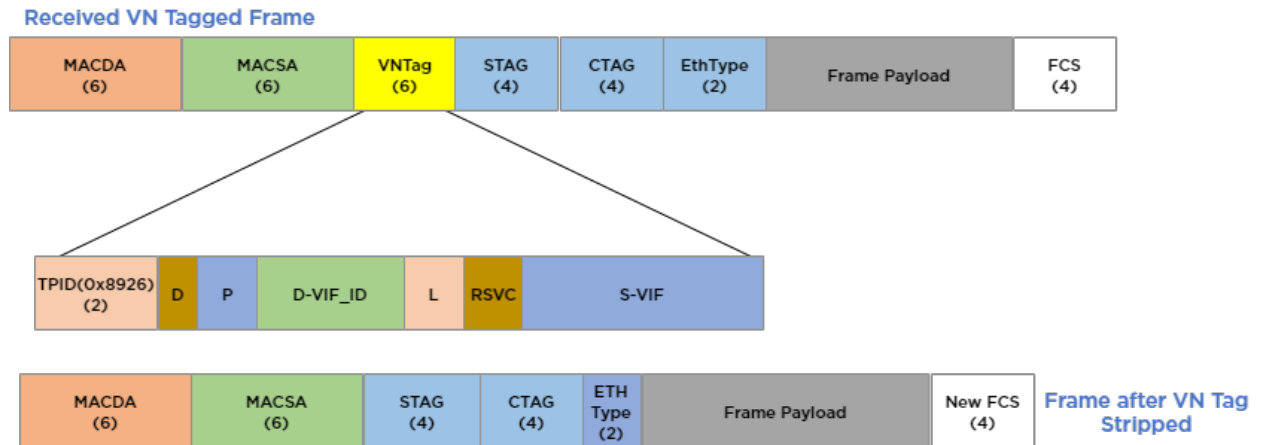 Received VN Tagged Frame
MACDA
(6)
MACSA
(6)
VNTag
(6)
STAG
(4)
CTAG
(4)
EthType
(2)
Frame Payload
FCS
(4)
TPID(0x8926)
(2)
D
P
D-VIF_ID
L
RSVC
S-VIF
MACDA
(6)
MACSA
(6)
STAG
(4)
CTAG
(4)
ETH
Type
(2)
Frame Payload
New FCS
(4)
Frame after VN Tag
Stripped